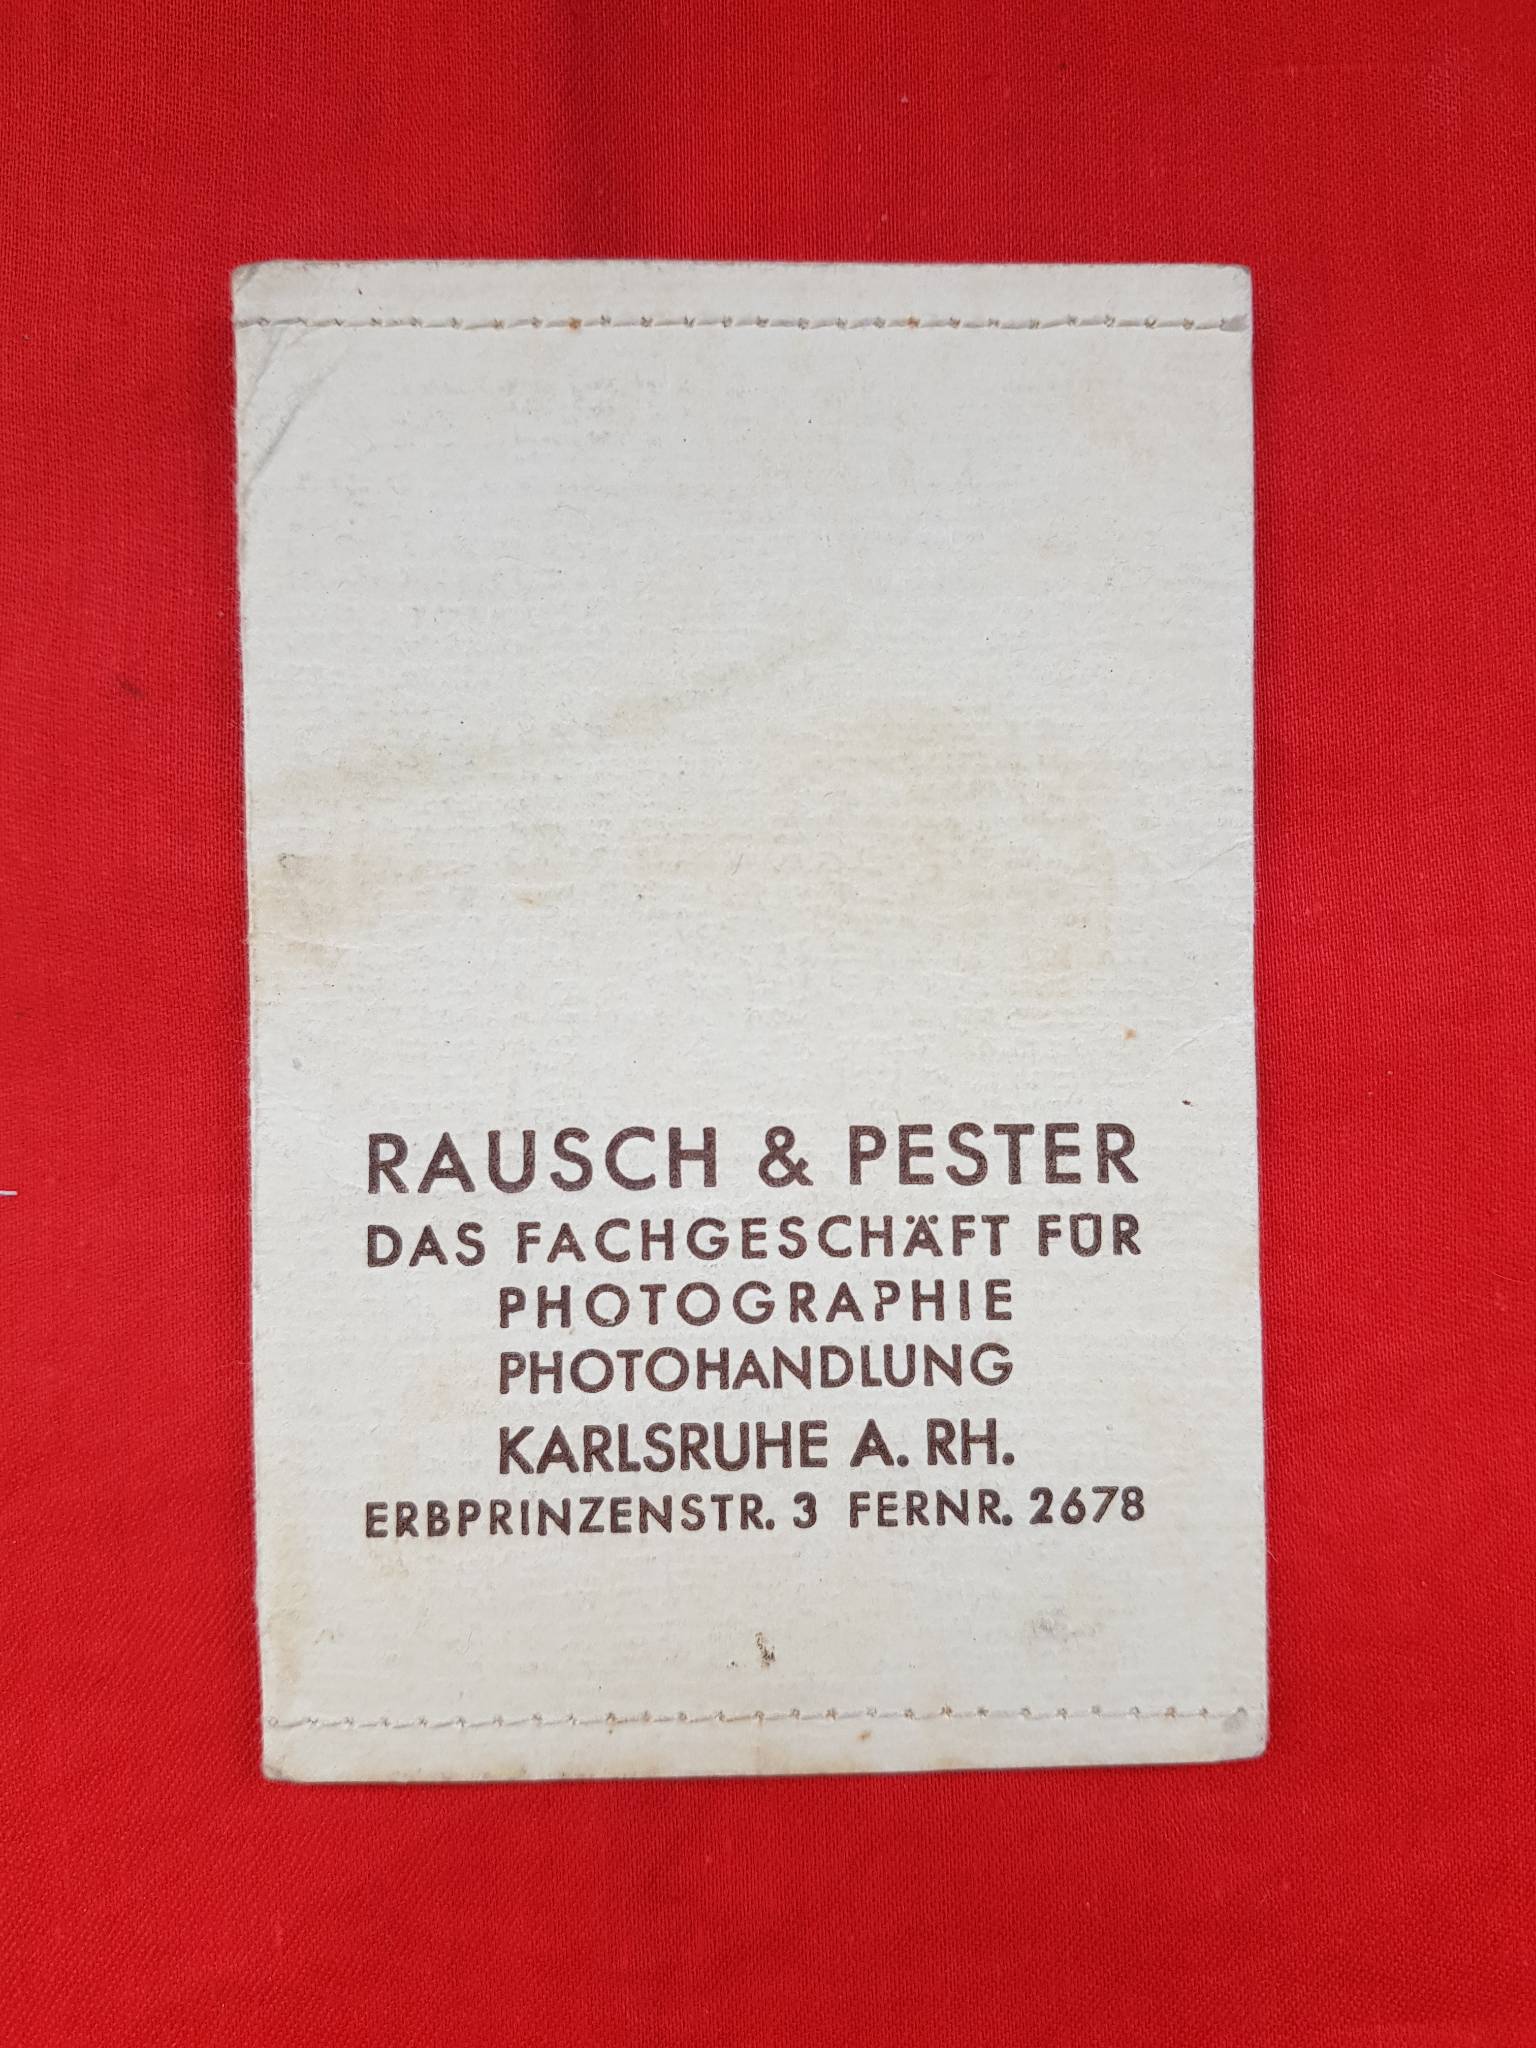 RAUSCH & PESTER
DAS FACHGESCHÄFT FÜR
PHOTOGRAPHIE
PHOTOHANDLUNG
KARLSRUHE A. RH.
ERBPRINZENSTR. 3 FERNR. 2678